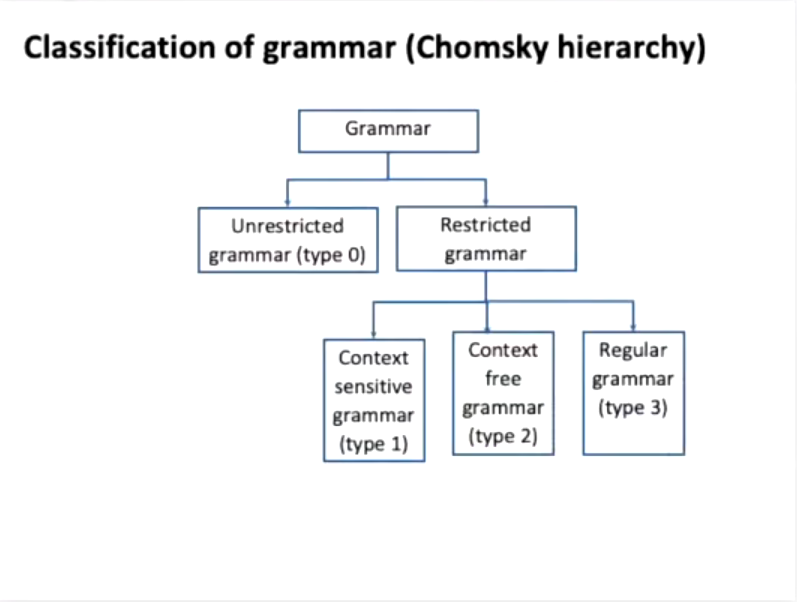 Classification of grammar (Chomsky hierarchy)
Grammar
Unrestricted
grammar (type 0)
Restricted
grammar
Context
sensitive
grammar
(type 1)
Context
free
grammar
(type 2)
Regular
grammar
(type 3)